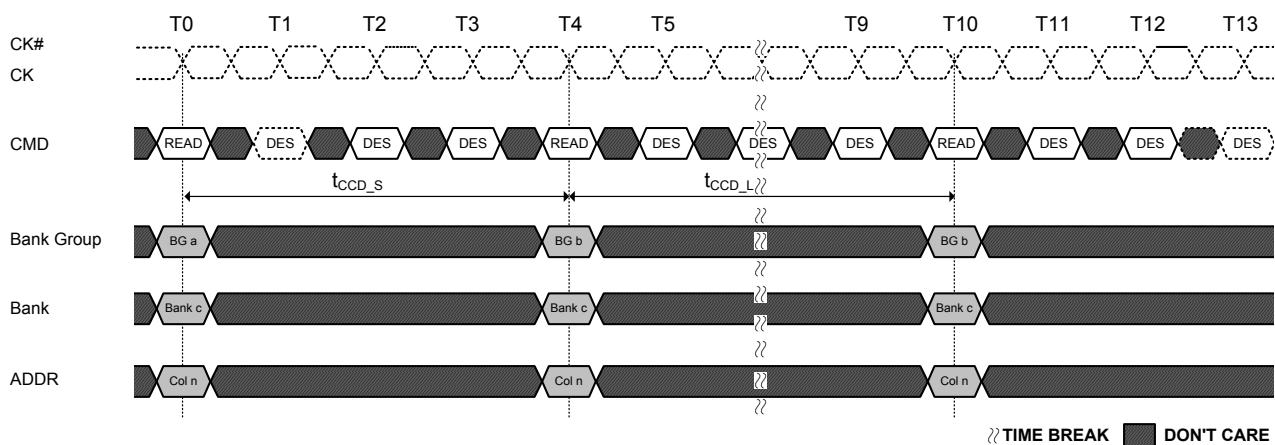 T0 T1 T2 T3 T4 T5 T9 T10 T11 T12 T13
CK#
CK
CMD READ DES DES DES READ DES DES DES READ DES DES DES
tCCD_S tCCD_L
Bank Group BG a BG b BG b
Bank Bank c Bank c Bank c
ADDR Col n Col n Col n
TIME BREAK DON'T CARE